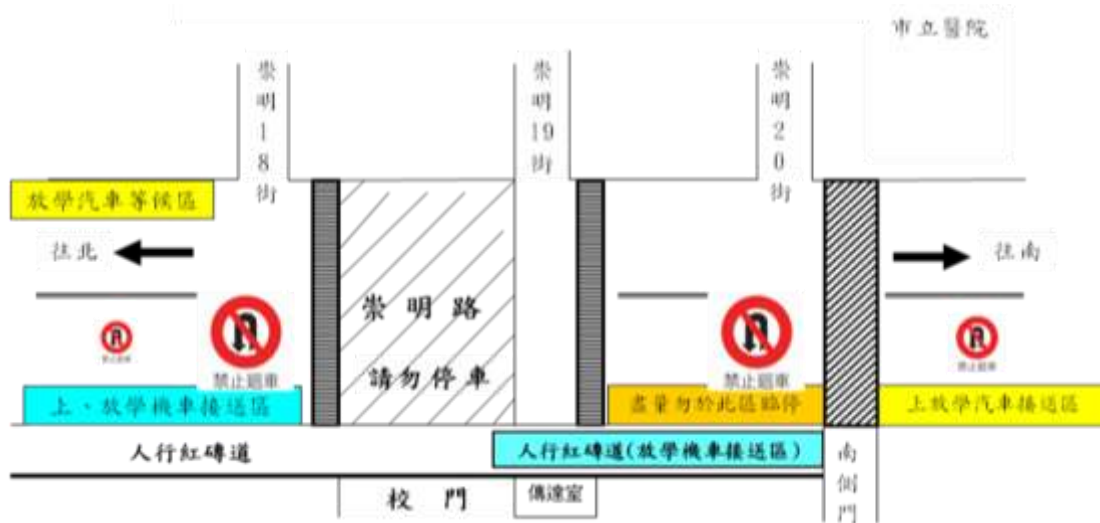 市立醫院
崇明18街
崇明19街
崇明20街
放學汽車等候區
往北
往南
崇明路
請勿停車
禁止迴車
禁止迴車
禁止迴車
禁止迴車
上、放學機車接送區
盡量勿於此區臨停
上放學汽車接送區
人行紅磚道
人行紅磚道(放學機車接送區)
南側門
校門
傳達室